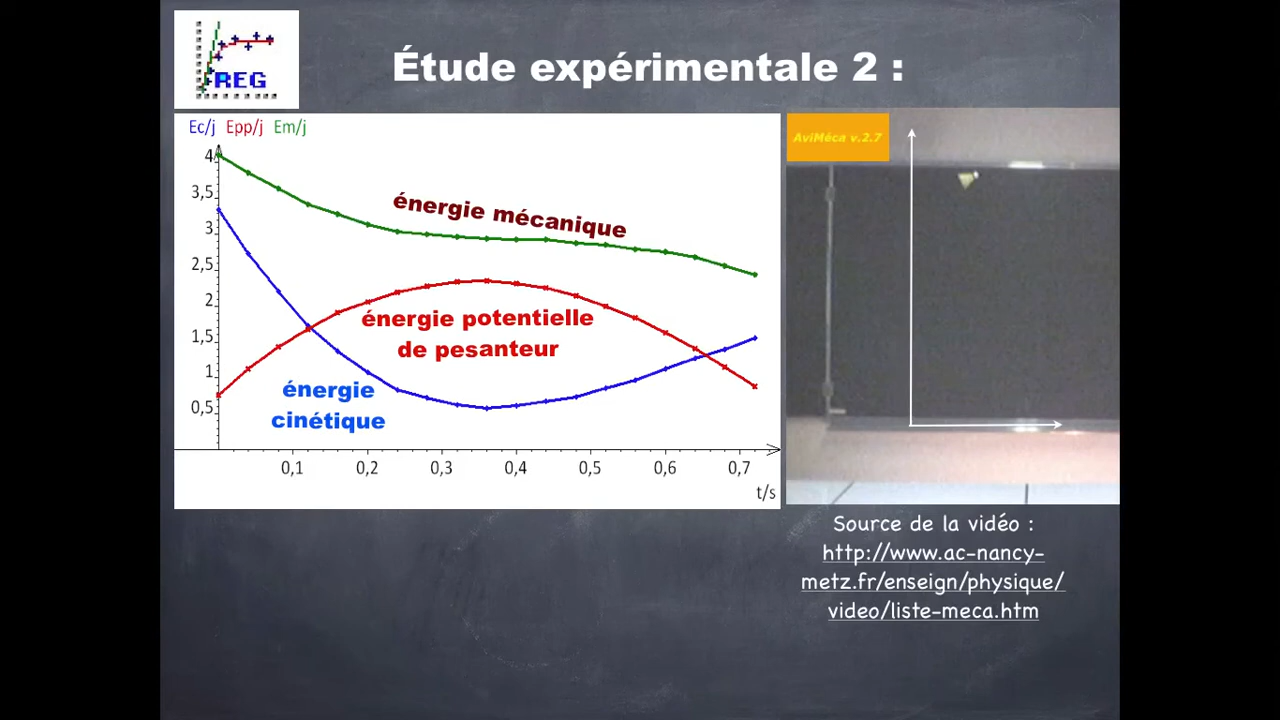 REG
Étude expérimentale 2 :
Ec/j Epp/j Em/j
AviMéca v.2.7
4
3,5
3
2,5
2
1,5
1
0,5
énergie mécanique
énergie potentielle
de pesanteur
énergie
cinétique
0,1 0,2 0,3 0,4 0,5 0,6 0,7
t/s
Source de la vidéo :
http://www.ac-nancy-
metz.fr/enseign/physique/
video/liste-meca.htm